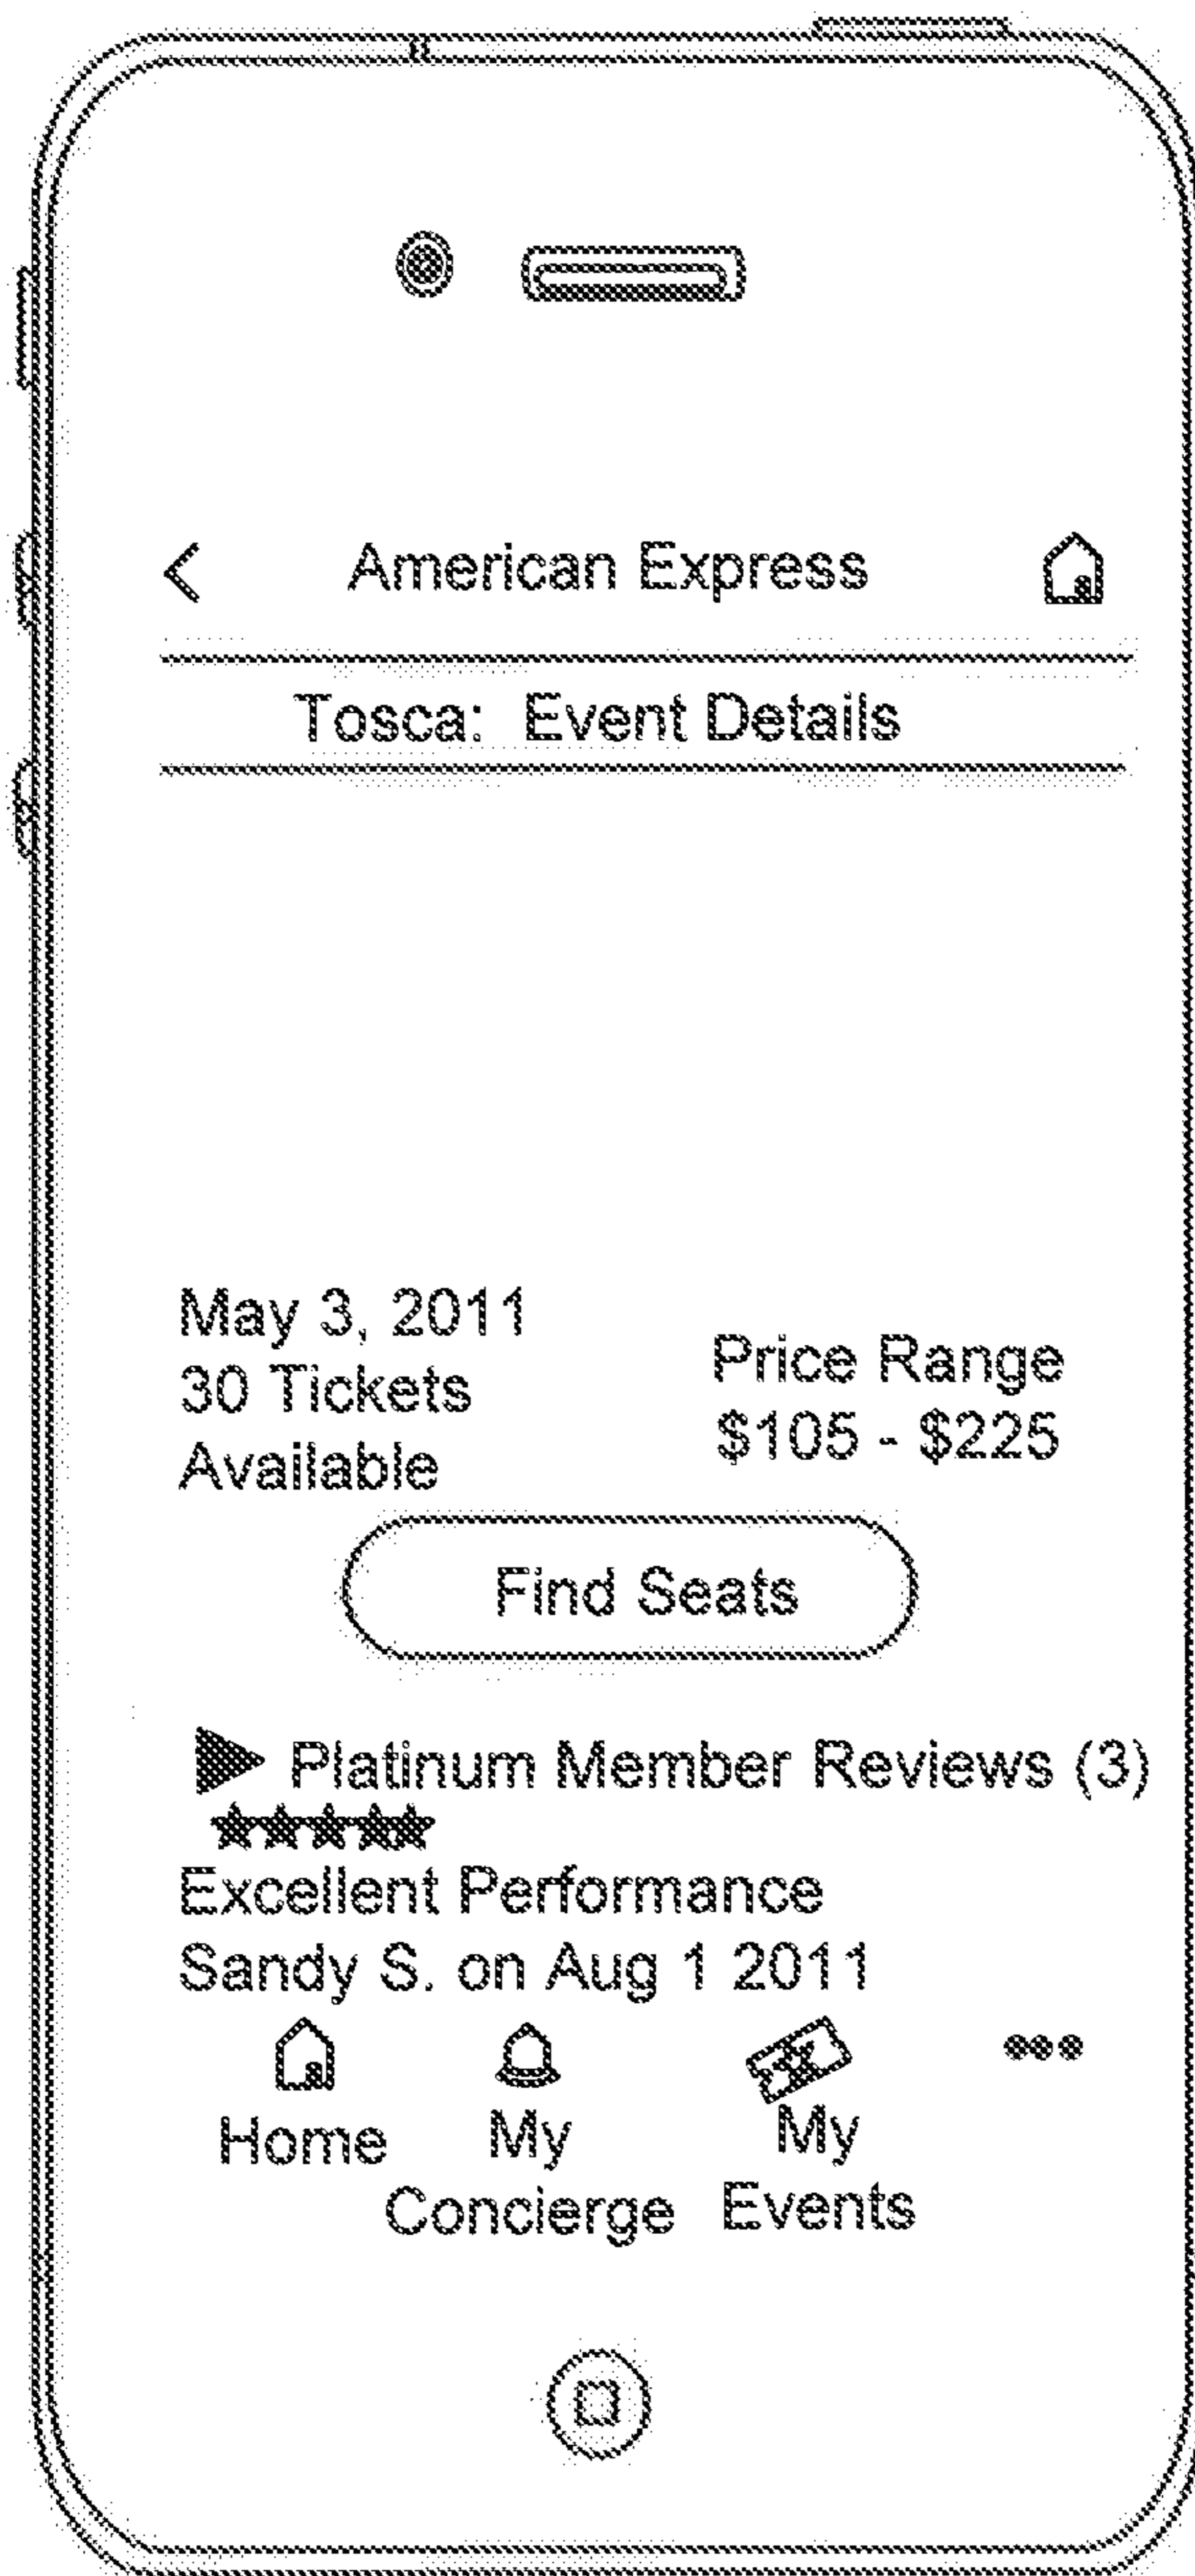 American Express
Tosca: Event Details
May 3, 2011
30 Tickets
Available
Price Range
$105 - $225
Find Seats
Platinum Member Reviews (3)
Excellent Performance
Sandy S. on Aug 1 2011
Home
My
Concierge
My
Events